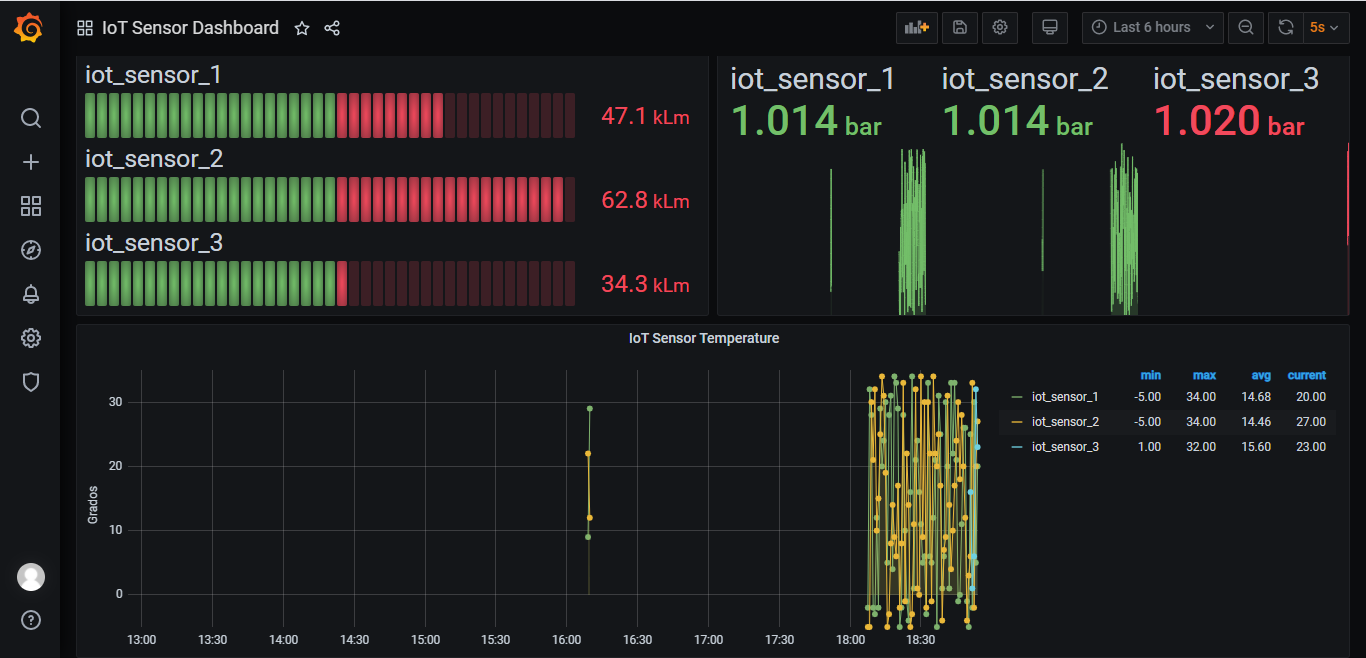 IoT Sensor Dashboard
Last 6 hours
5s
iot_sensor_1
47.1 kLm
iot_sensor_2
62.8 kLm
iot_sensor_3
34.3 kLm
iot_sensor_1 iot_sensor_2 iot_sensor_3
1.014 bar 1.014 bar 1.020 bar
IoT Sensor Temperature
Grados
30
20
10
0
13:00 13:30 14:00 14:30 15:00 15:30 16:00 16:30 17:00 17:30 18:00 18:30
min max avg current
iot_sensor_1 -5.00 34.00 14.68 20.00
iot_sensor_2 -5.00 34.00 14.46 27.00
iot_sensor_3 1.00 32.00 15.60 23.00